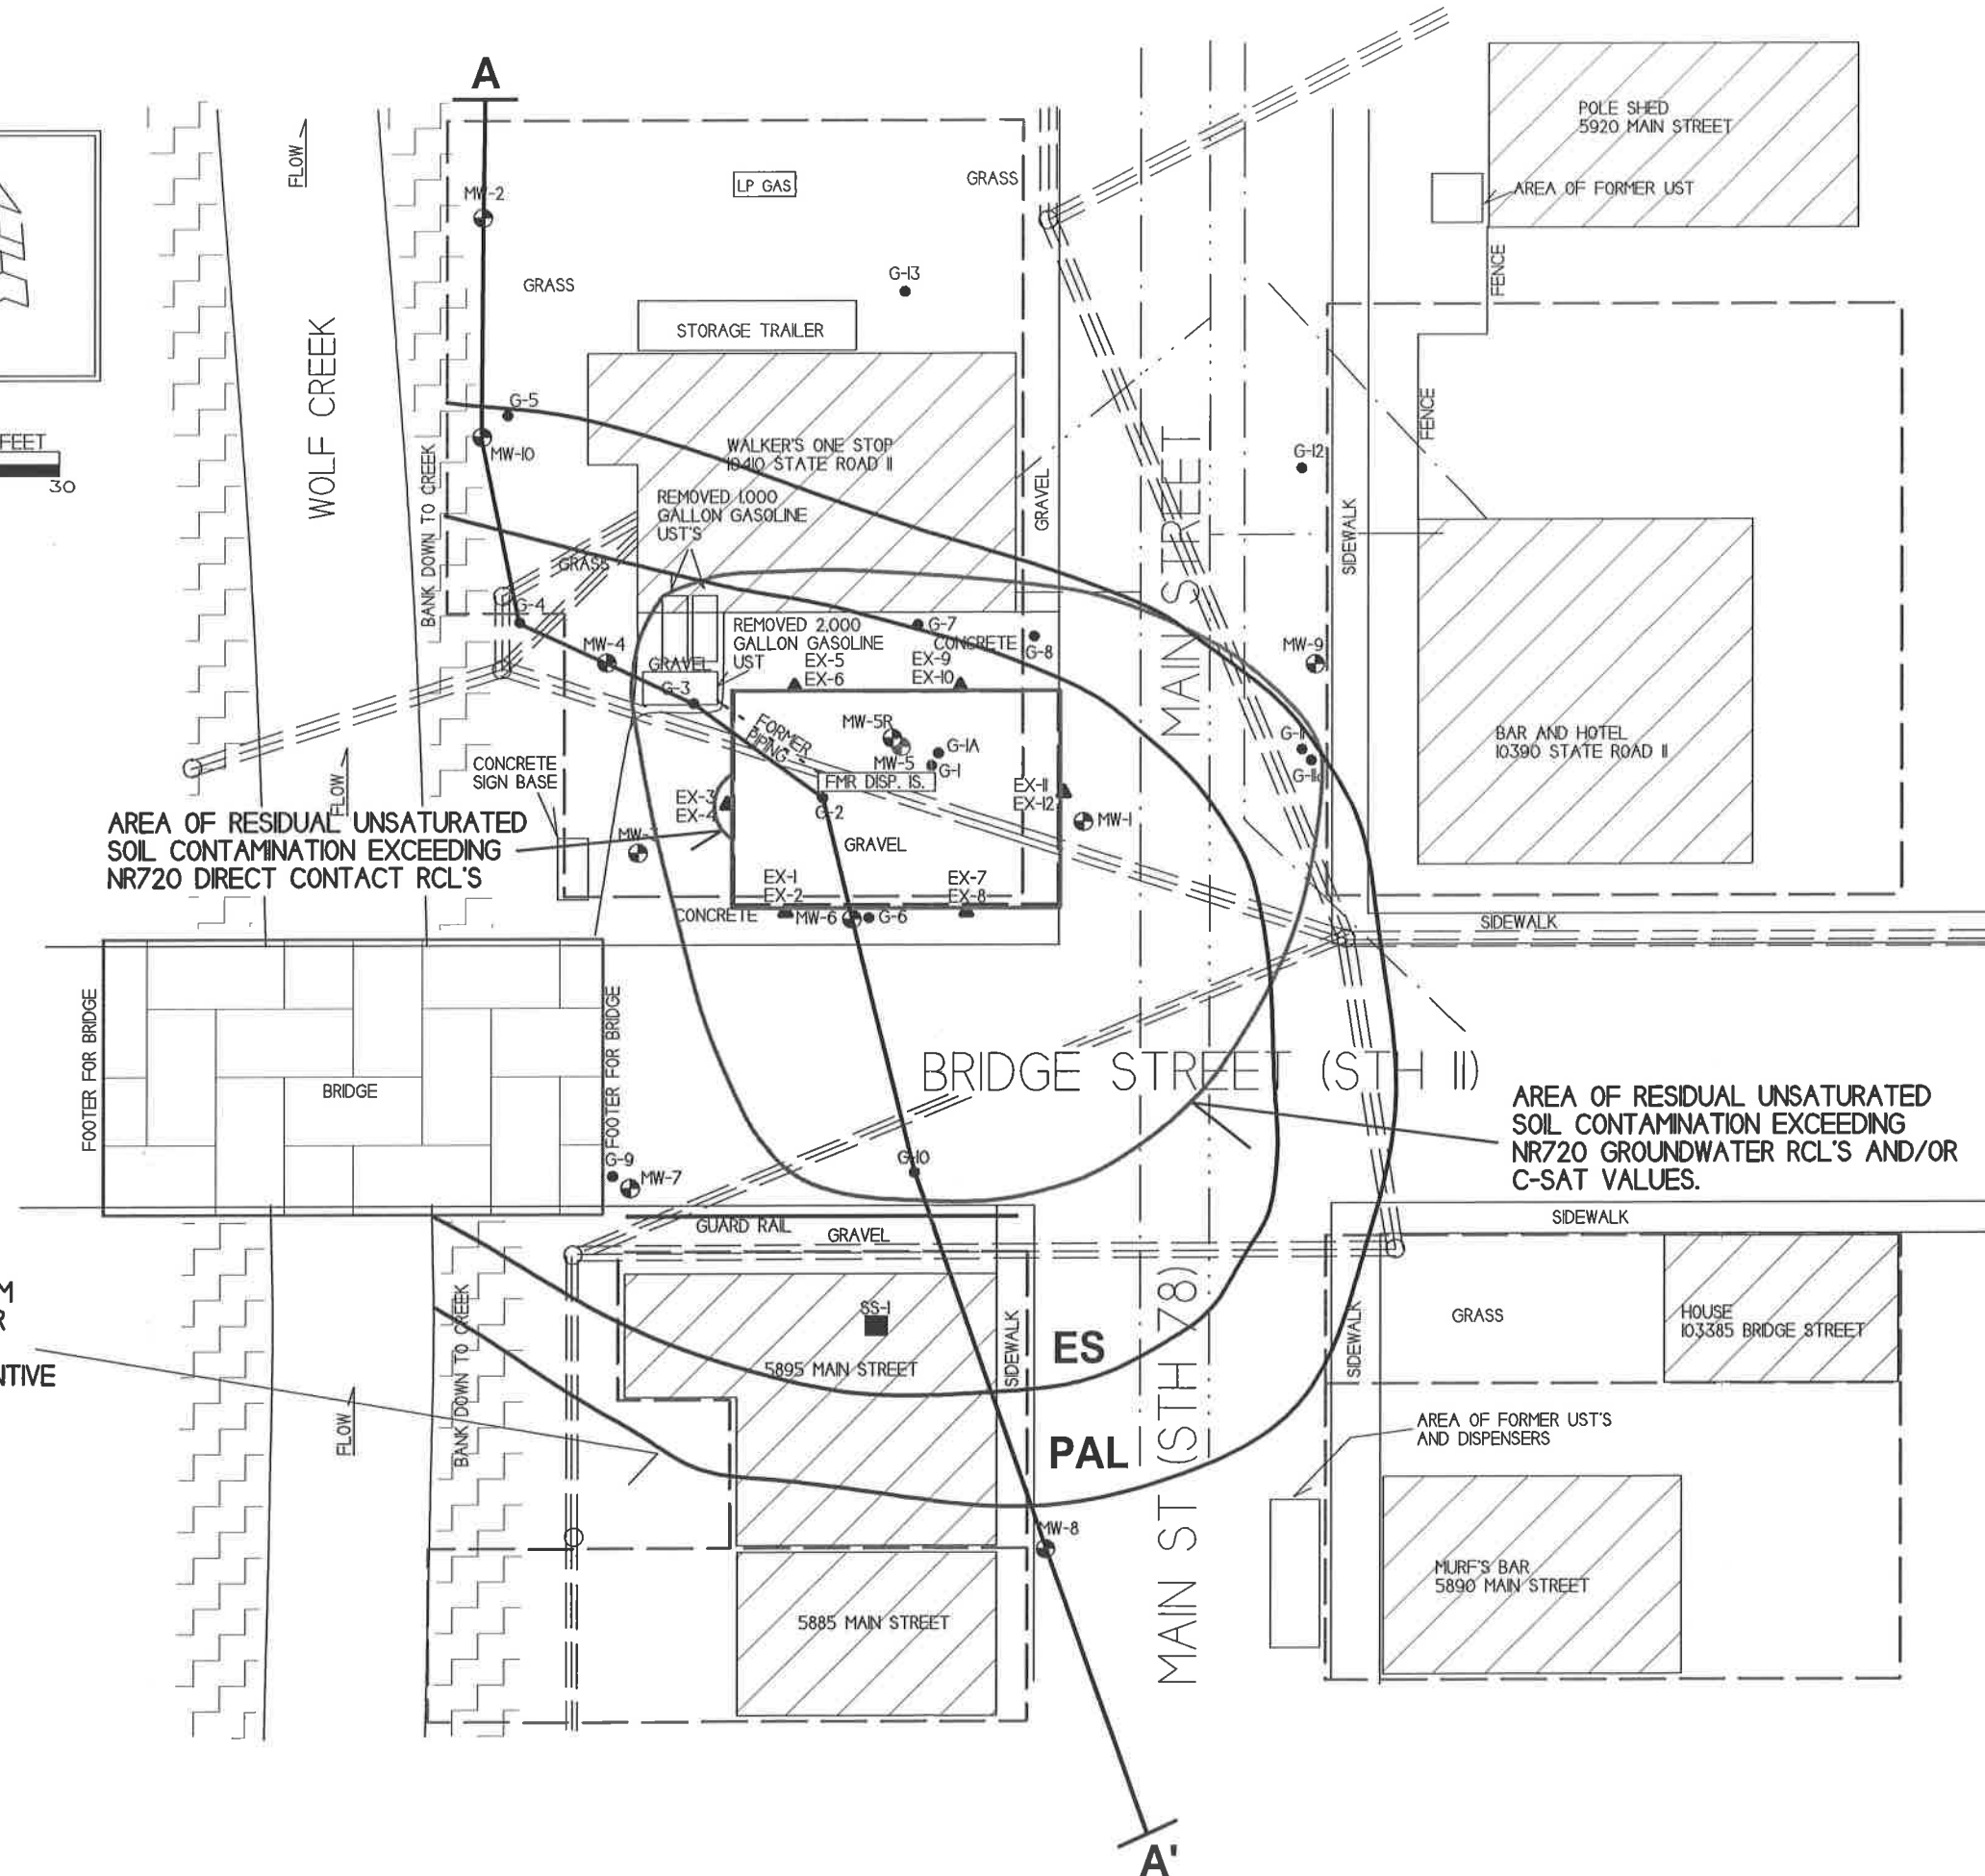 A
FLOW
MW-2
LP GAS
GRASS
POLE SHED
5920 MAIN STREET
AREA OF FORMER UST
FENCE
GRASS
G-13
STORAGE TRAILER
WOLF CREEK
FEET
30
G-5
MW-10
BANK DOWN TO CREEK
WALKER'S ONE STOP
10410 STATE ROAD 11
REMOVED 1,000
GALLON GASOLINE
UST'S
GRAVEL
MAIN STREET
G-12
FENCE
SIDEWALK
GRASS
G-4
MW-4
GRAVEL
REMOVED 2,000
GALLON GASOLINE
UST
G-7
CONCRETE
G-8
EX-5
EX-6
EX-9
EX-10
MW-9
G-3
FORMER
PIPING
MW-5R
MW-5
G-1A
G-1
FMR DISP. IS.
G-2
EX-3
EX-4
EX-11
EX-12
MW-1
G-11
BAR AND HOTEL
10390 STATE ROAD 11
CONCRETE
SIGN BASE
FLOW
AREA OF RESIDUAL UNSATURATED
SOIL CONTAMINATION EXCEEDING
NR720 DIRECT CONTACT RCL'S
GRAVEL
EX-1
EX-2
EX-7
EX-8
CONCRETE
MW-6
G-6
SIDEWALK
FOOTER FOR BRIDGE
BRIDGE
FOOTER FOR BRIDGE
BRIDGE STREET (STH 11)
AREA OF RESIDUAL UNSATURATED
SOIL CONTAMINATION EXCEEDING
NR720 GROUNDWATER RCL'S AND/OR
C-SAT VALUES.
G-9
MW-7
G-10
GUARD RAIL
GRAVEL
SIDEWALK
BANK DOWN TO CREEK
SS-1
5895 MAIN STREET
SIDEWALK
ES
PAL
MAIN ST (STH 78)
SIDEWALK
GRASS
HOUSE
103385 BRIDGE STREET
NTIVE
FLOW
AREA OF FORMER UST'S
AND DISPENSERS
MW-8
MURF'S BAR
5890 MAIN STREET
5885 MAIN STREET
A'